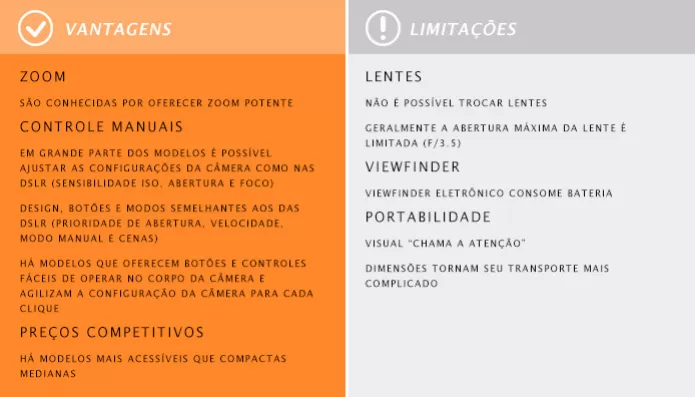 VANTAGENS
ZOOM
SÃO CONHECIDAS POR OFERECER ZOOM POTENTE
CONTROLE MANUAIS
EM GRANDE PARTE DOS MODELOS É POSSÍVEL
AJUSTAR AS CONFIGURAÇÕES DA CÂMERA COMO NAS
DSLR (SENSIBILIDADE ISO. ABERTURA E FOCO)
DESIGN, BOTÕES E MODOS SEMELHANTES AOS DAS
DSLR (PRIORIDADE DE ABERTURA, VELOCIDADE,
MODO MANUAL E CENAS)
HÁ MODELOS QUE OFERECEM BOTÕES E CONTROLES
FÁCEIS DE OPERAR NO CORPO DA CÂMERA E
AGILIZAM A CONFIGURAÇÃO DA CÂMERA PARA CADA
CLIQUE
PREÇOS COMPETITIVOS
HÁ MODELOS MAIS ACESSÍVEIS QUE COMPACTAS
MEDIANAS
LIMITAÇÕES
LENTES
NÃO É POSSÍVEL TROCAR LENTES
GERALMENTE A ABERTURA MÁXIMA DA LENTE È
LIMITADA (F/3.5)
VIEWFINDER
VIEWFINDER ELETRÔNICO CONSOME BATERIA
PORTABILIDADE
VISUAL “CHAMA A ATENÇÃO”
DIMENSÕES TORNAM SEU TRANSPORTE MAIS
COMPLICADO